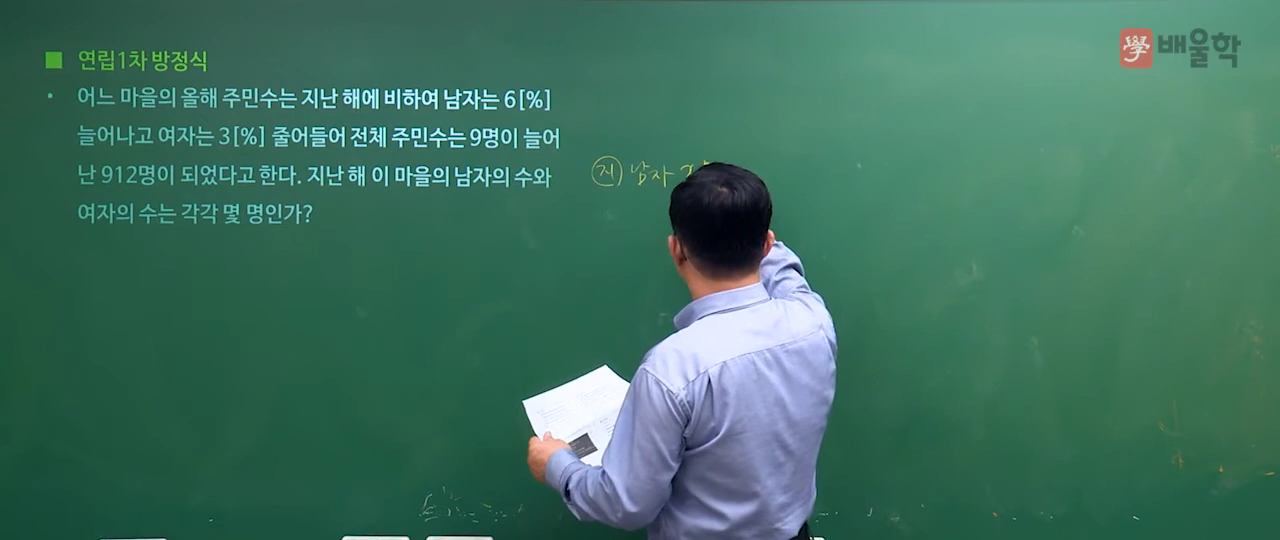 學 배울학
■ 연립1차 방정식
• 어느 마을의 올해 주민수는 지난 해에 비하여 남자는 6[%]
늘어나고 여자는 3[%] 줄어들어 전체 주민수는 9명이 늘어
난 912명이 되었다고 한다. 지난 해 이 마을의 남자의 수와
여자의 수는 각각 몇 명인가?
지) 남자